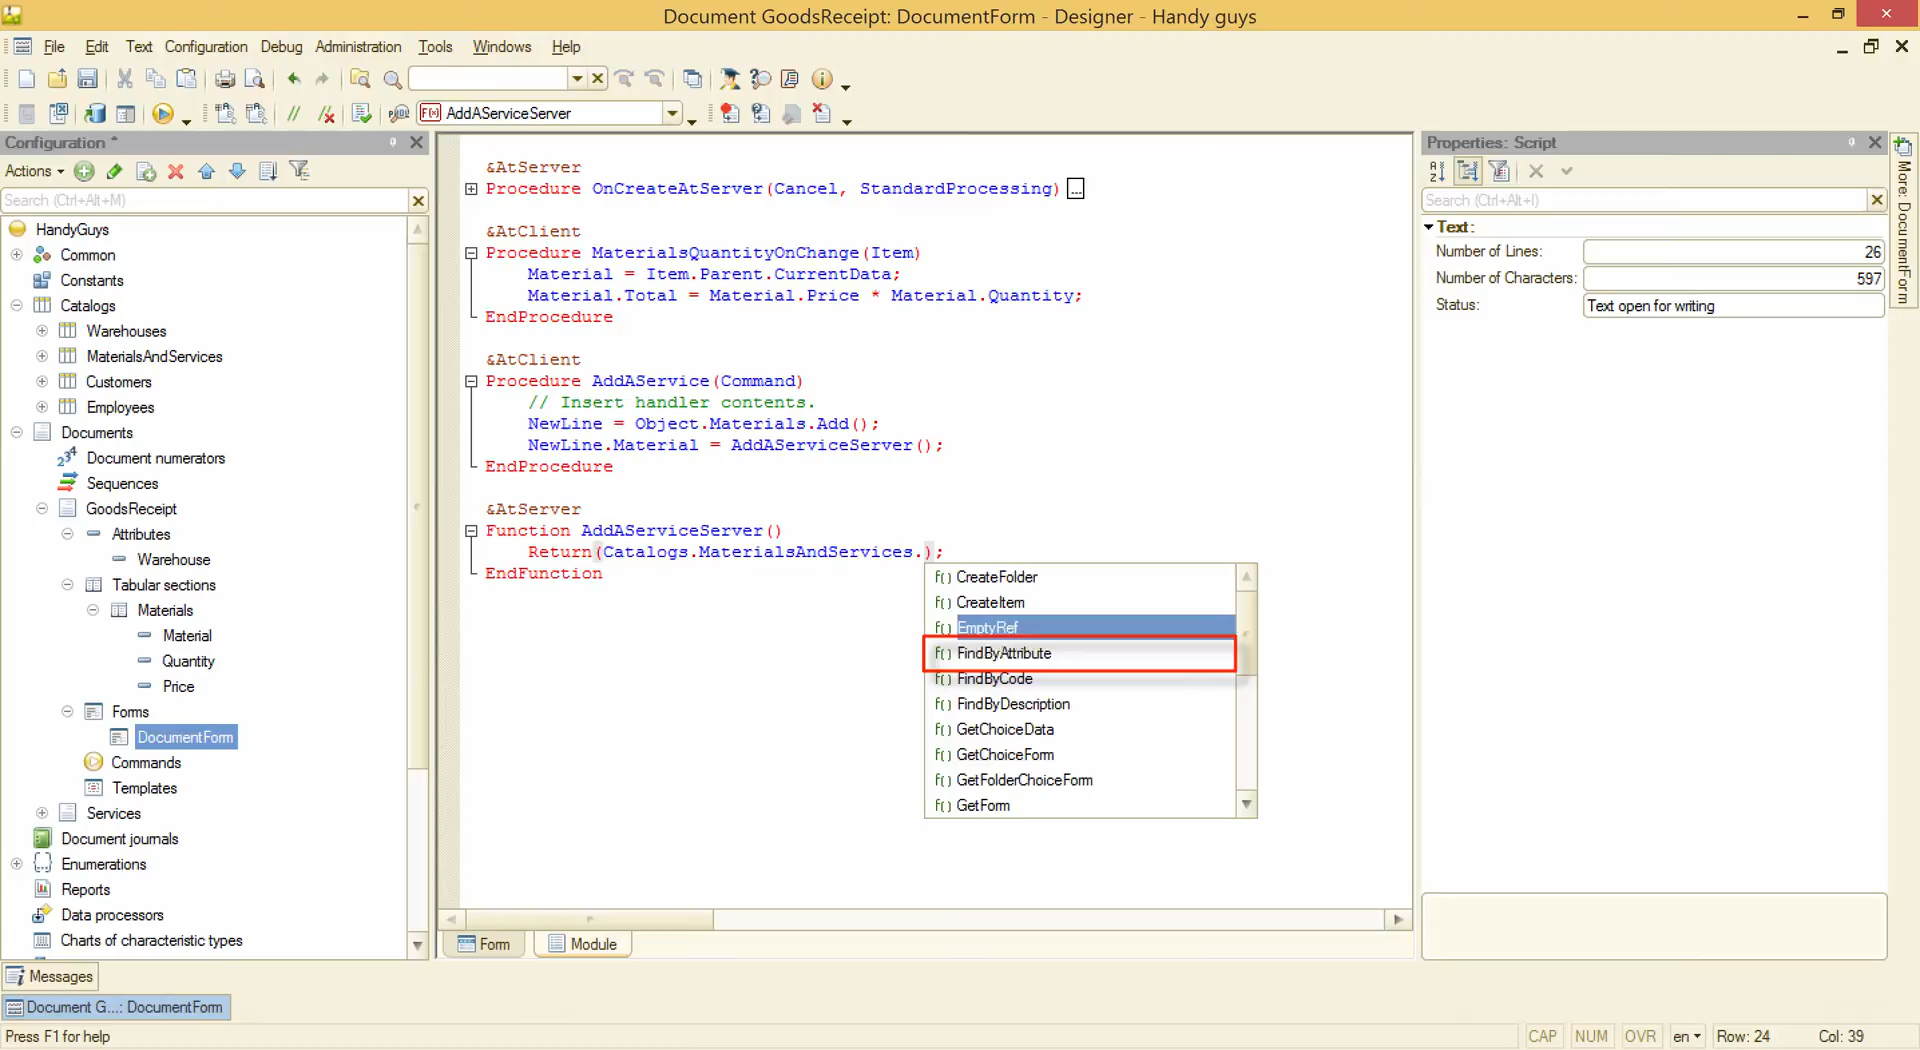 Document GoodsReceipt: DocumentForm - Designer - Handy guys
File Edit Text Configuration Debug Administration Tools Windows Help
F(x) AddAServiceServer
Configuration *
Actions
Search (Ctrl+Alt+M)
HandyGuys
Common
Constants
Catalogs
Warehouses
MaterialsAndServices
Customers
Employees
Documents
Document numerators
Sequences
GoodsReceipt
Attributes
Warehouse
Tabular sections
Materials
Material
Quantity
Price
Forms
DocumentForm
Commands
Templates
Services
Document journals
Enumerations
Reports
Data processors
Charts of characteristic types
&AtServer
Procedure OnCreateAtServer(Cancel, StandardProcessing) ...
&AtClient
Procedure MaterialsQuantityOnChange(Item)
Material = Item.Parent.CurrentData;
Material.Total = Material.Price * Material.Quantity;
EndProcedure
&AtClient
Procedure AddAService(Command)
// Insert handler contents.
NewLine = Object.Materials.Add();
NewLine.Material = AddAServiceServer();
EndProcedure
&AtServer
Function AddAServiceServer()
Return(Catalogs.MaterialsAndServices.);
EndFunction
f() CreateFolder
f() CreateItem
f() EmptyRef
f() FindByAttribute
f() FindByCode
f() FindByDescription
f() GetChoiceData
f() GetChoiceForm
f() GetFolderChoiceForm
f() GetForm
Form Module
Properties: Script
Search (Ctrl+Alt+I)
Text:
Number of Lines: 26
Number of Characters: 597
Status: Text open for writing
More: DocumentForm
Messages
Document G...: DocumentForm
Press F1 for help
CAP NUM OVR en Row: 24 Col: 39